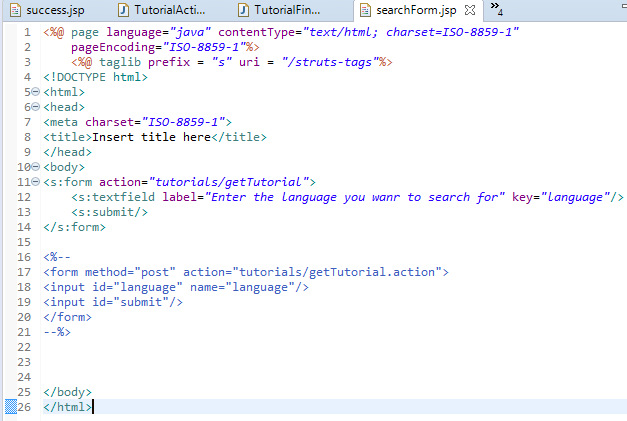 success.jsp TutorialActi... TutorialFin... searchForm.jsp »4
1 <%@ page language="java" contentType="text/html; charset=ISO-8859-1"
2 pageEncoding="ISO-8859-1"%>
3 <%@ taglib prefix = "s" uri = "/struts-tags"%>
4 <!DOCTYPE html>
5 <html>
6 <head>
7 <meta charset="ISO-8859-1">
8 <title>Insert title here</title>
9 </head>
10 <body>
11 <s:form action="tutorials/getTutorial">
12 <s:textfield label="Enter the language you wanr to search for" key="language"/>
13 <s:submit/>
14 </s:form>
15
16 <%--
17 <form method="post" action="tutorials/getTutorial.action">
18 <input id="language" name="language"/>
19 <input id="submit"/>
20 </form>
21 --%>
22
23
24
25 </body>
26 </html>